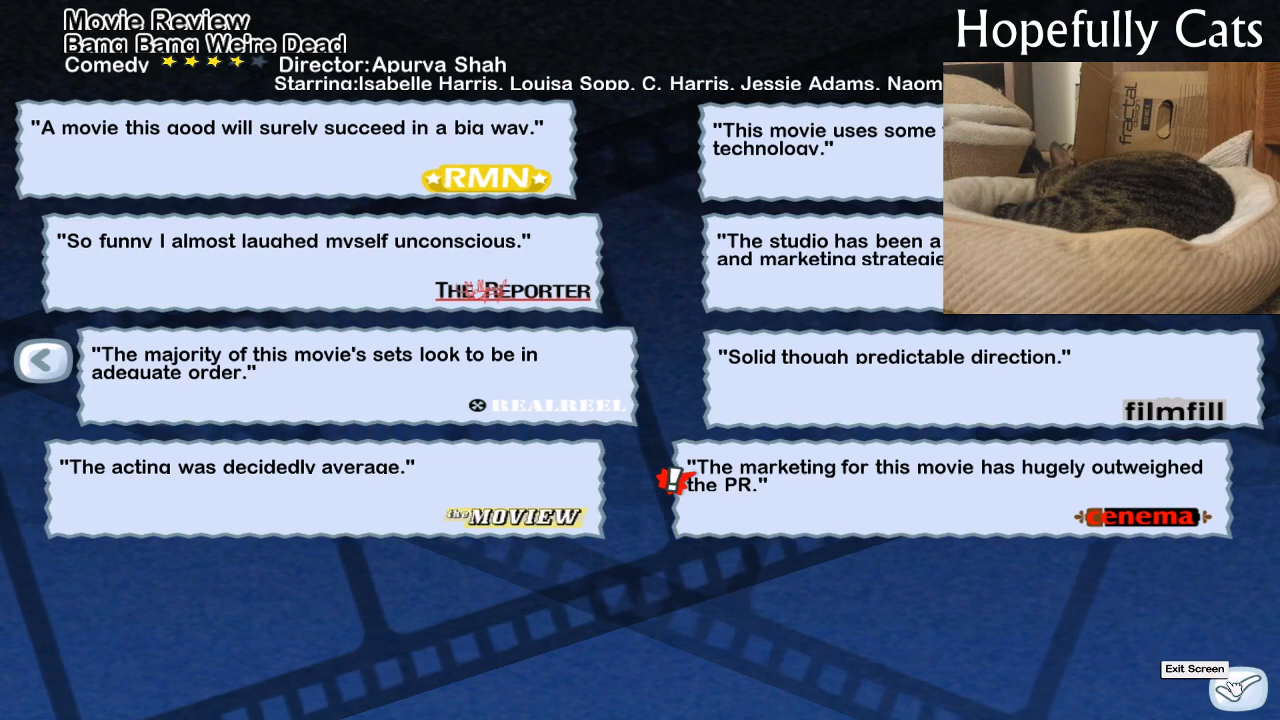 Movie Review
Bang Bang We're Dead
Comedy
Director:Apurva Shah
Starring:Isabelle Harris, Louisa Sopp, C. Harris, Jessie Adams, Naom
Hopefully Cats
fractal
"A movie this good will surely succeed in a big way."
RMN
"This movie uses some
technology."
"So funny I almost laughed myself unconscious."
THE REPORTER
"The studio has been a
and marketing strategie
"The majority of this movie's sets look to be in
adequate order."
REALREEL
"Solid though predictable direction."
filmfill
"The acting was decidedly average."
the MOVIEW
"The marketing for this movie has hugely outweighed
the PR."
cenema
Exit Screen